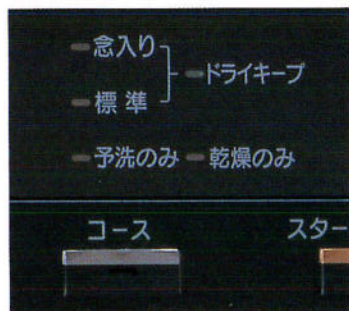 念入り
ドライキープ
標準
予洗のみ 乾燥のみ
コース スター